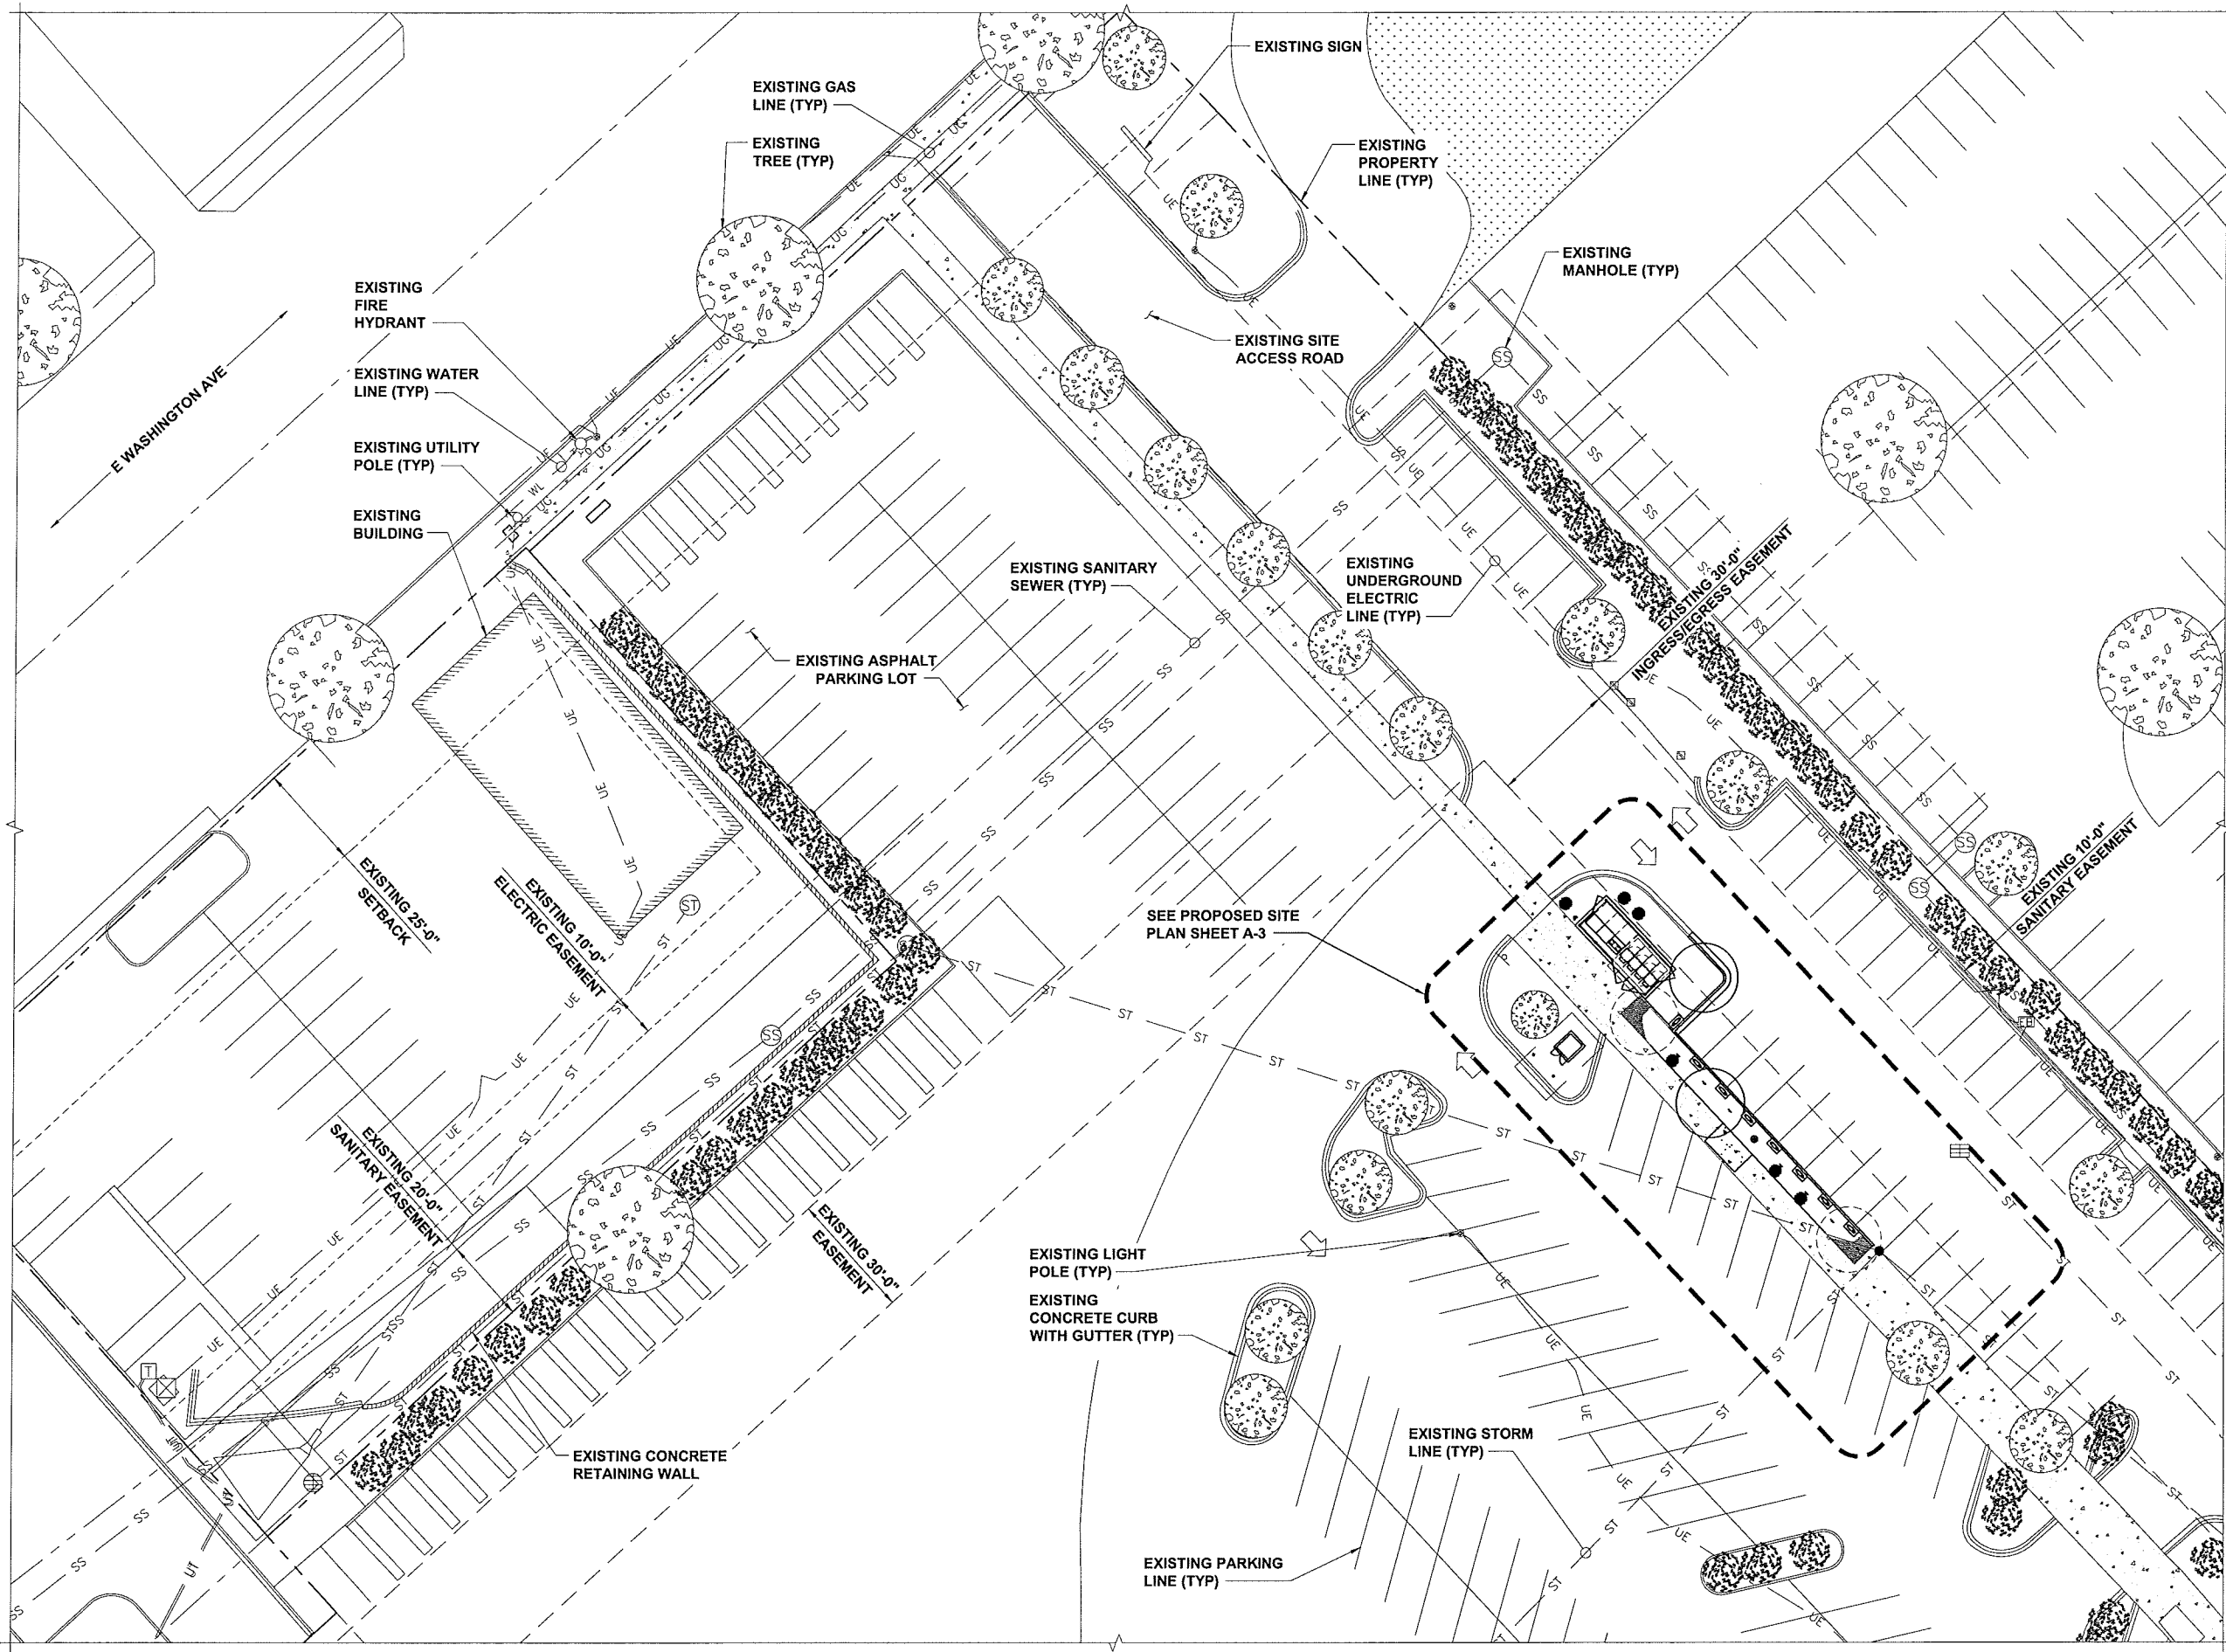 EXISTING SIGN
EXISTING GAS
LINE (TYP)
EXISTING
TREE (TYP)
EXISTING
PROPERTY
LINE (TYP)
EXISTING
MANHOLE (TYP)
EXISTING
FIRE
HYDRANT
EXISTING SITE
ACCESS ROAD
EXISTING WATER
LINE (TYP)
E WASHINGTON AVE
EXISTING UTILITY
POLE (TYP)
EXISTING
BUILDING
EXISTING SANITARY
SEWER (TYP)
EXISTING
UNDERGROUND
ELECTRIC
LINE (TYP)
EXISTING 30'-0"
INGRESS/EGRESS EASEMENT
EXISTING ASPHALT
PARKING LOT
EXISTING 25'-0"
SETBACK
EXISTING 10'-0"
ELECTRIC EASEMENT
SEE PROPOSED SITE
PLAN SHEET A-3
EXISTING 10'-0"
SANITARY EASEMENT
EXISTING 20'-0"
SANITARY EASEMENT
EXISTING 30'-0"
EASEMENT
EXISTING LIGHT
POLE (TYP)
EXISTING
CONCRETE CURB
WITH GUTTER (TYP)
EXISTING CONCRETE
RETAINING WALL
EXISTING STORM
LINE (TYP)
EXISTING PARKING
LINE (TYP)
UE
UG
WL
SS
ST
T